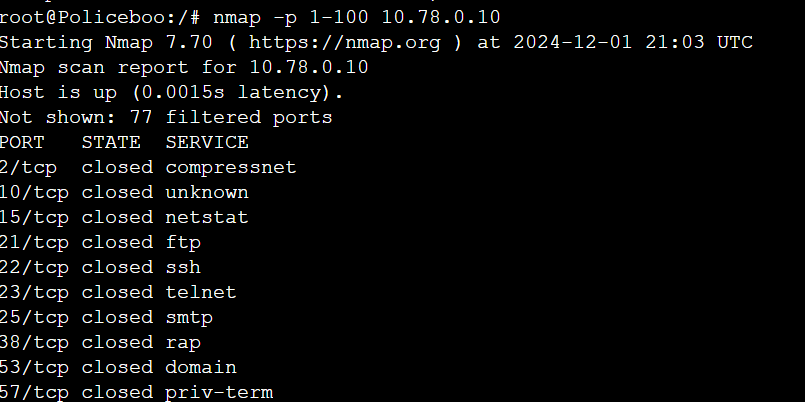 root@Policeboo:/# nmap -p 1-100 10.78.0.10
Starting Nmap 7.70 ( https://nmap.org ) at 2024-12-01 21:03 UTC
Nmap scan report for 10.78.0.10
Host is up (0.0015s latency).
Not shown: 77 filtered ports
PORT   STATE  SERVICE
2/tcp  closed compressnet
10/tcp closed unknown
15/tcp closed netstat
21/tcp closed ftp
22/tcp closed ssh
23/tcp closed telnet
25/tcp closed smtp
38/tcp closed rap
53/tcp closed domain
57/tcp closed priv-term